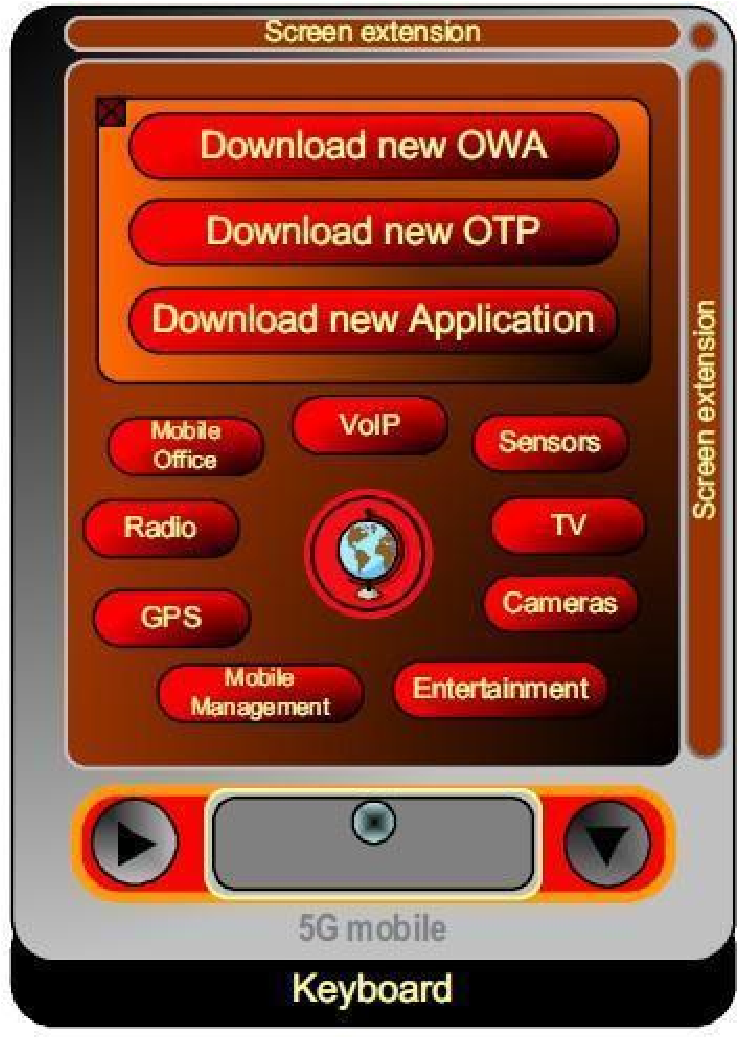 Screen extension
Download new OWA
Download new OTP
Download new Application
Screen extension
Mobile
Office
VoIP
Sensors
Radio
TV
GPS
Cameras
Mobile
Management
Entertainment
5G mobile
Keyboard